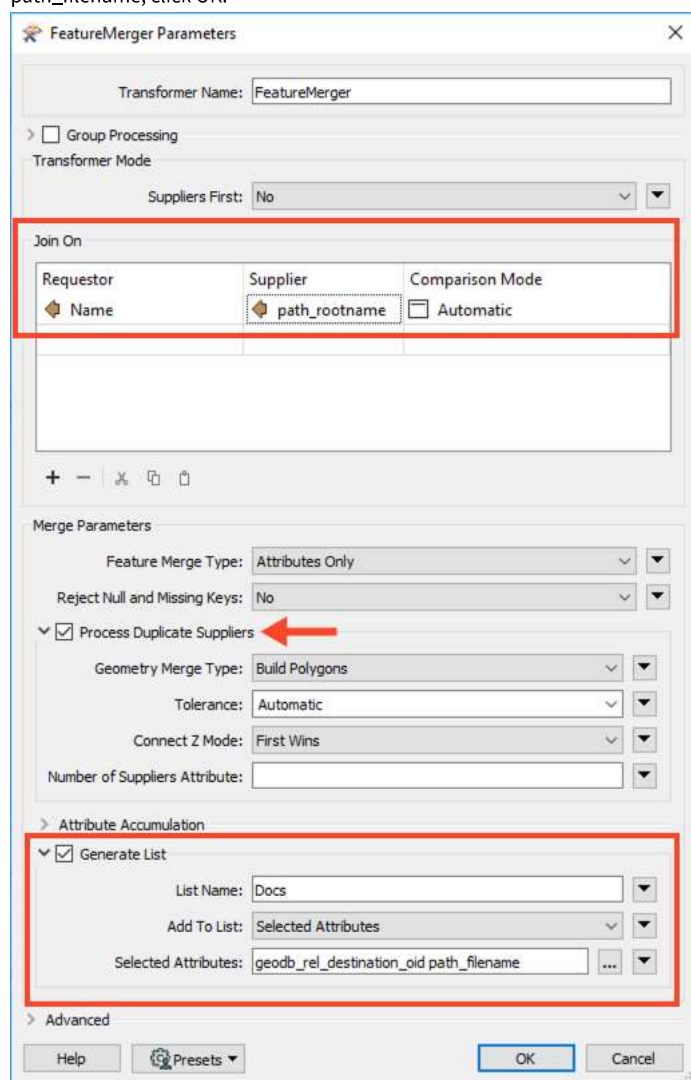 path_filename, click OK.
FeatureMerger Parameters
Transformer Name: FeatureMerger
Group Processing
Transformer Mode
Suppliers First: No
Join On
Requestor Supplier Comparison Mode
Name path_rootname Automatic
Merge Parameters
Feature Merge Type: Attributes Only
Reject Null and Missing Keys: No
Process Duplicate Suppliers
Geometry Merge Type: Build Polygons
Tolerance: Automatic
Connect Z Mode: First Wins
Number of Suppliers Attribute:
Attribute Accumulation
Generate List
List Name: Docs
Add To List: Selected Attributes
Selected Attributes: geodb_rel_destination_oid path_filename ...
Advanced
Help Presets OK Cancel